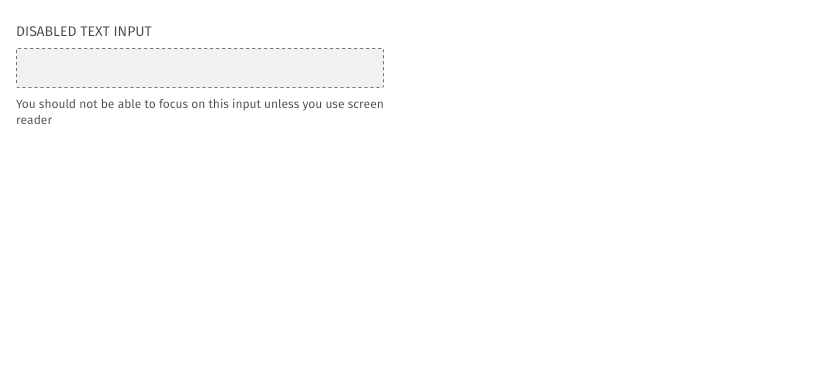 DISABLED TEXT INPUT
You should not be able to focus on this input unless you use screen
reader